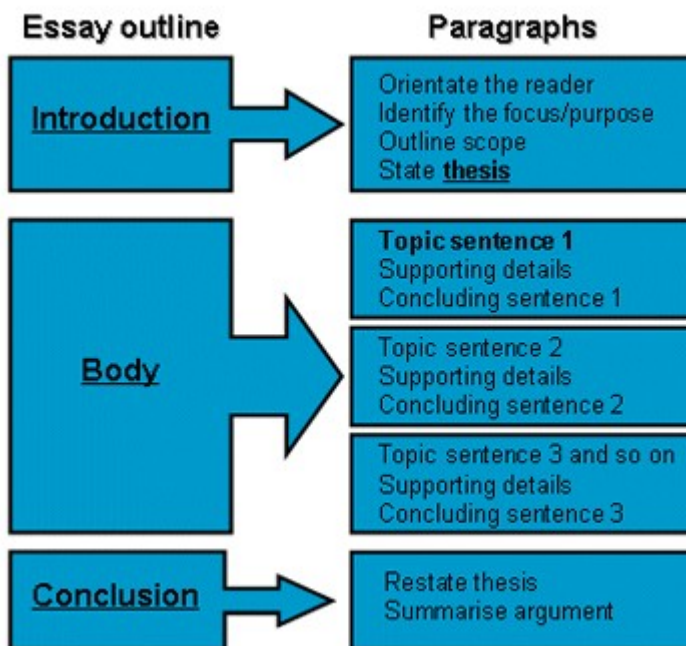 Essay outline
Paragraphs
Introduction
Orientate the reader
Identify the focus/purpose
Outline scope
State thesis
Body
Topic sentence 1
Supporting details
Concluding sentence 1
Topic sentence 2
Supporting details
Concluding sentence 2
Topic sentence 3 and so on
Supporting details
Concluding sentence 3
Conclusion
Restate thesis
Summarise argument